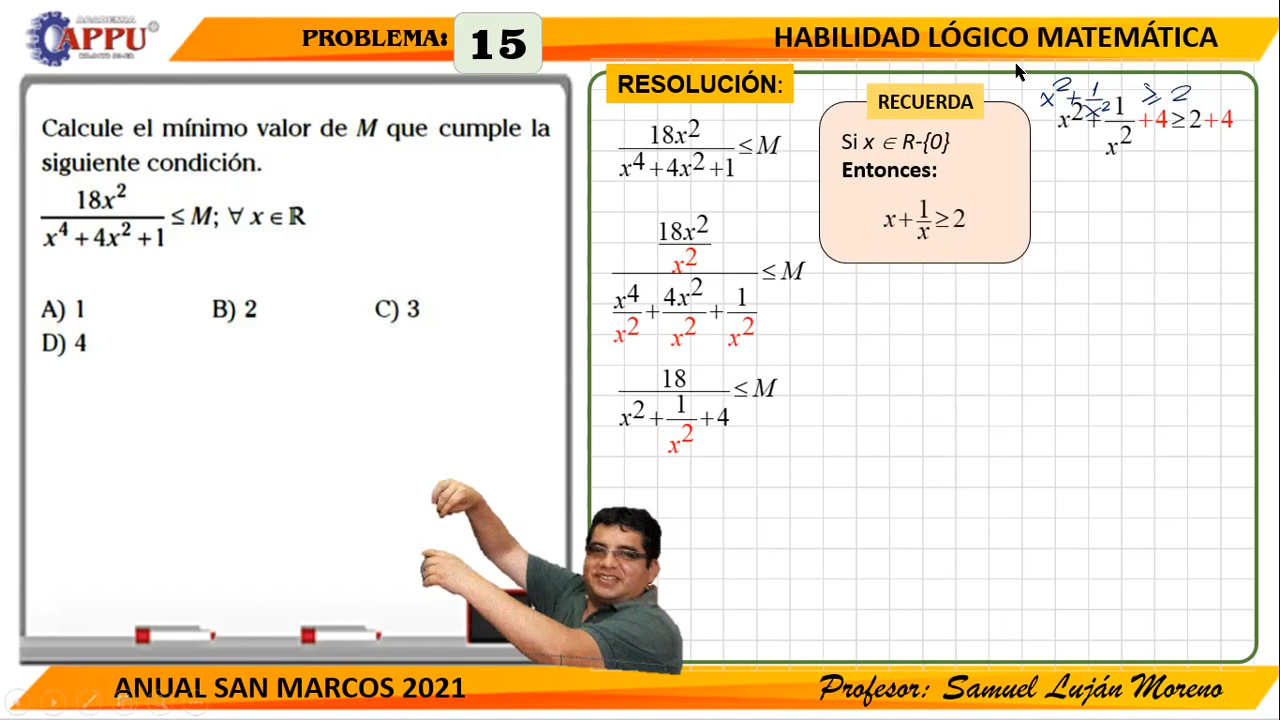 ACADEMIA
APPU
PROBLEMA:
15
HABILIDAD LÓGICO MATEMÁTICA
Calcule el mínimo valor de M que cumple la
siguiente condición.
18x²/(x⁴ + 4x² + 1) ≤ M; ∀ x ∈ ℝ
A) 1 B) 2 C) 3
D) 4
RESOLUCIÓN:
18x²/(x⁴+4x²+1) ≤ M
(18x²/x²)/(x⁴/x² + 4x²/x² + 1/x²) ≤ M
18/(x² + 1/x² + 4) ≤ M
RECUERDA
Si x ∈ R-{0}
Entonces:
x + 1/x ≥ 2
x² + 1/x² ≥ 2
x² + 1/x² + 4 ≥ 2 + 4
ANUAL SAN MARCOS 2021
Profesor: Samuel Luján Moreno